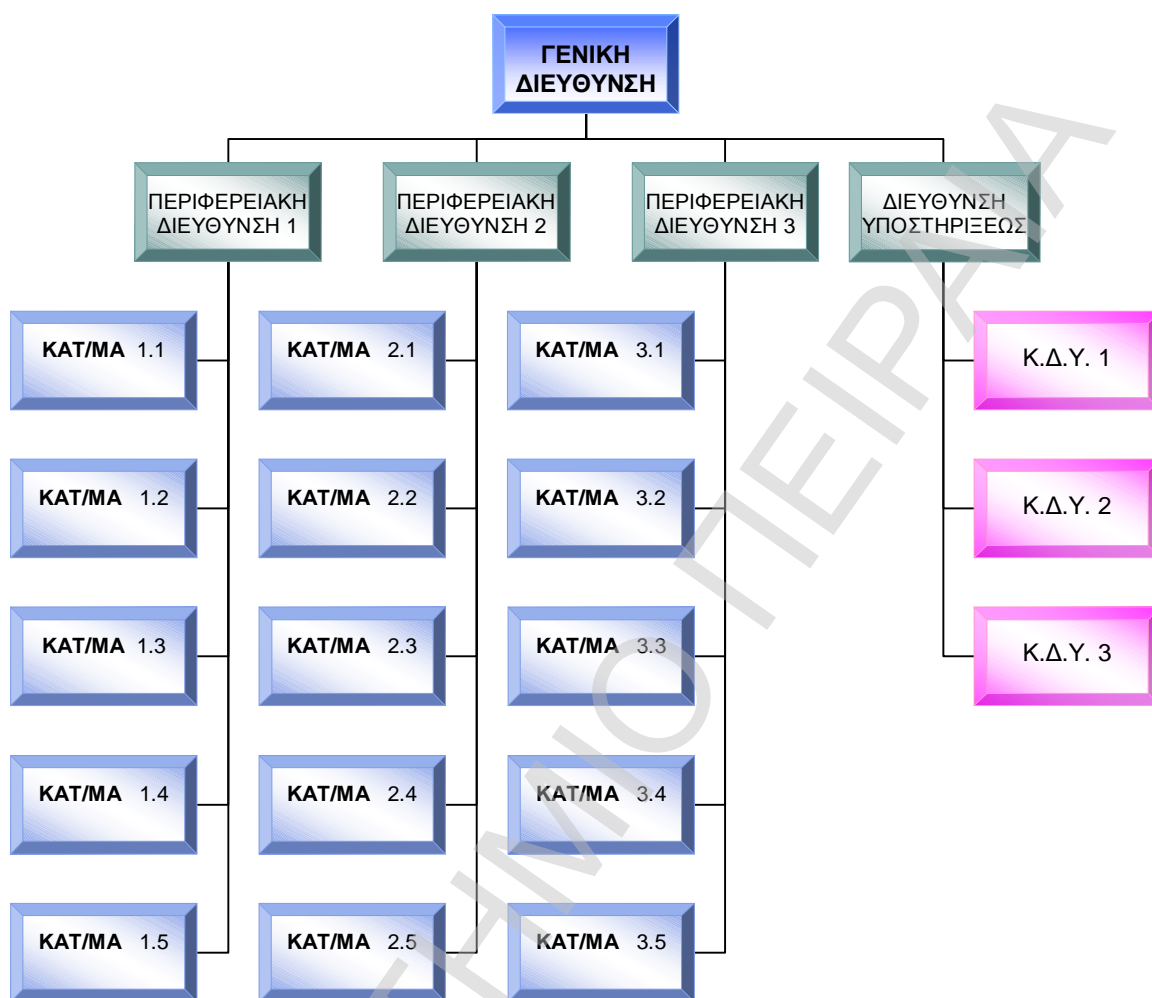 ΓΕΝΙΚΗ
ΔΙΕΥΘΥΝΣΗ
ΠΕΡΙΦΕΡΕΙΑΚΗ
ΔΙΕΥΘΥΝΣΗ 1
ΠΕΡΙΦΕΡΕΙΑΚΗ
ΔΙΕΥΘΥΝΣΗ 2
ΠΕΡΙΦΕΡΕΙΑΚΗ
ΔΙΕΥΘΥΝΣΗ 3
ΔΙΕΥΘΥΝΣΗ
ΥΠΟΣΤΗΡΙΞΕΩΣ
ΚΑΤ/ΜΑ 1.1
ΚΑΤ/ΜΑ 2.1
ΚΑΤ/ΜΑ 3.1
Κ.Δ.Υ. 1
ΚΑΤ/ΜΑ 1.2
ΚΑΤ/ΜΑ 2.2
ΚΑΤ/ΜΑ 3.2
Κ.Δ.Υ. 2
ΚΑΤ/ΜΑ 1.3
ΚΑΤ/ΜΑ 2.3
ΚΑΤ/ΜΑ 3.3
Κ.Δ.Υ. 3
ΚΑΤ/ΜΑ 1.4
ΚΑΤ/ΜΑ 2.4
ΚΑΤ/ΜΑ 3.4
ΚΑΤ/ΜΑ 1.5
ΚΑΤ/ΜΑ 2.5
ΚΑΤ/ΜΑ 3.5
ΠΕΙΡΑΙΑ